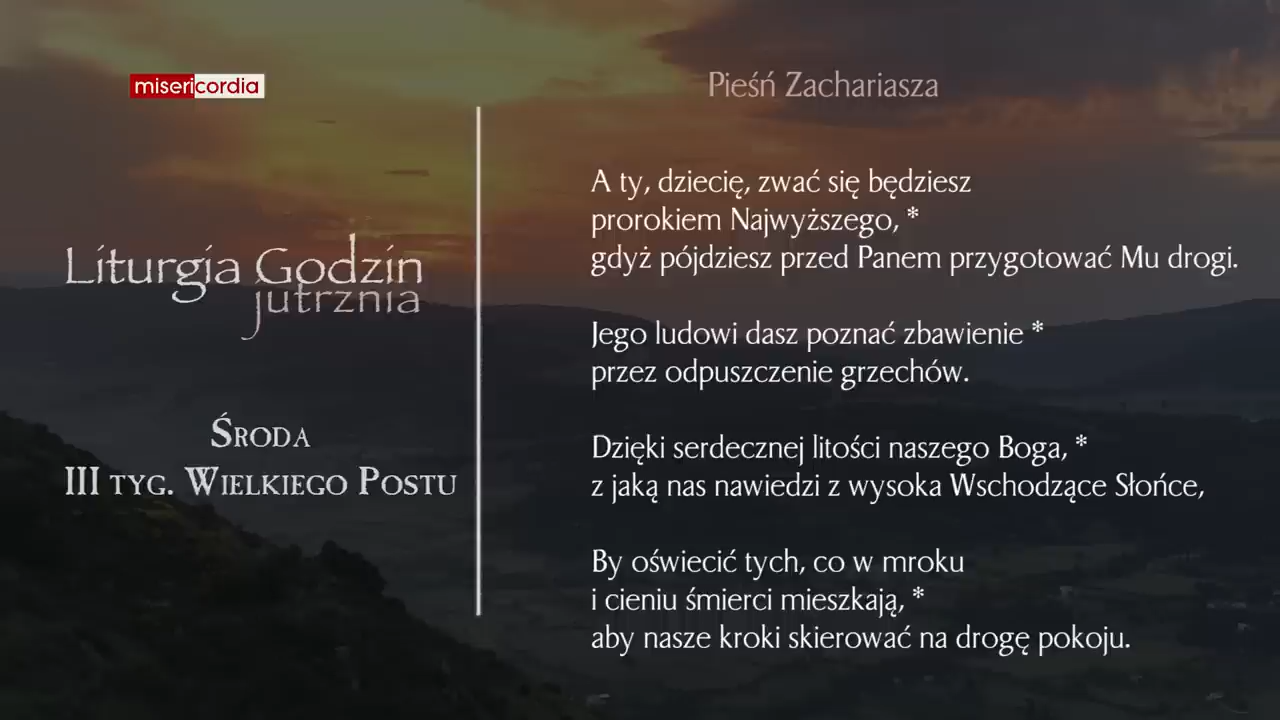 misericordia
Liturgia Godzin
jutrznia
Środa
III tyg. Wielkiego Postu
Pieśń Zachariasza
A ty, dziecię, zwać się będziesz
prorokiem Najwyższego, *
gdyż pójdziesz przed Panem przygotować Mu drogi.
Jego ludowi dasz poznać zbawienie *
przez odpuszczenie grzechów.
Dzięki serdecznej litości naszego Boga, *
z jaką nas nawiedzi z wysoka Wschodzące Słońce,
By oświecić tych, co w mroku
i cieniu śmierci mieszkają, *
aby nasze kroki skierować na drogę pokoju.